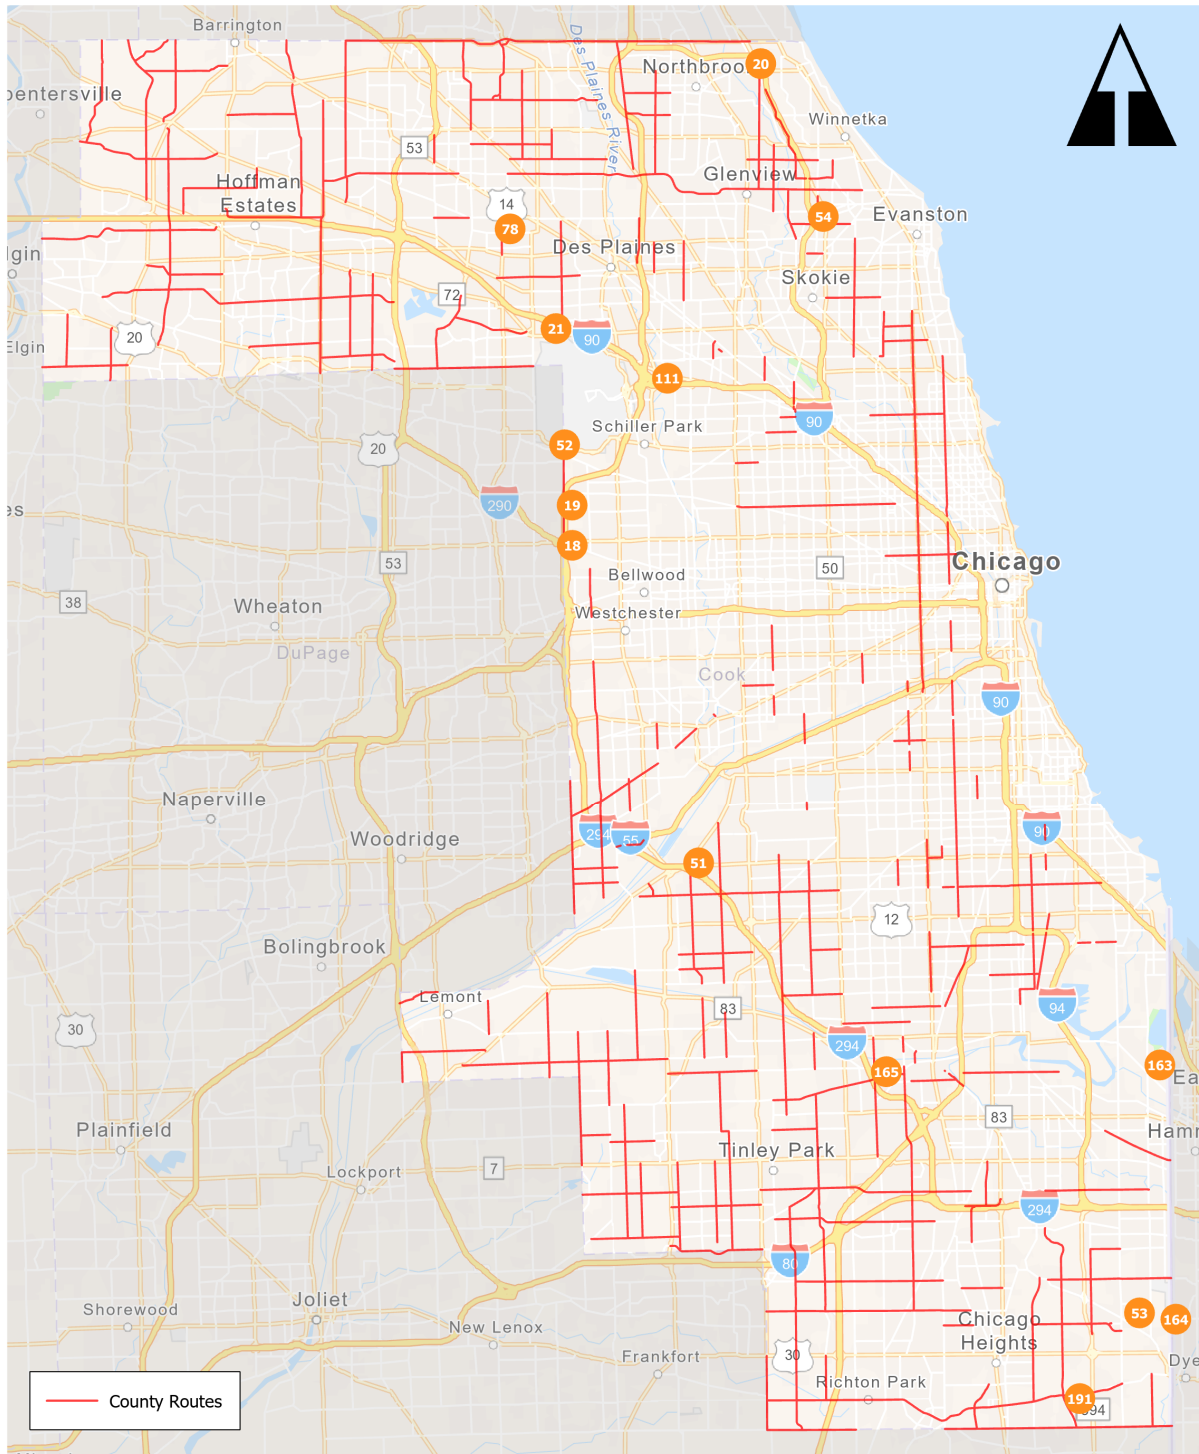 Barrington
Des Plaines River
Northbroo
20
pentersville
Winnetka
53
Glenview
Hoffman
Estates
14
78
54
Evanston
Des Plaines
lgin
Skokie
72
21
90
20
Elgin
111
90
Schiller Park
52
20
290
19
es
18
53
50
Chicago
Bellwood
38
Wheaton
Westchester
DuPage
Cook
90
Naperville
Woodridge
294
55
90
51
12
Bolingbrook
Lemont
83
94
30
294
165
163
Ea
83
Plainfield
Hamm
Tinley Park
Lockport
7
294
80
Joliet
Shorewood
New Lenox
53
164
Chicago
Heights
Frankfort
30
Dye
Richton Park
191
394
County Routes